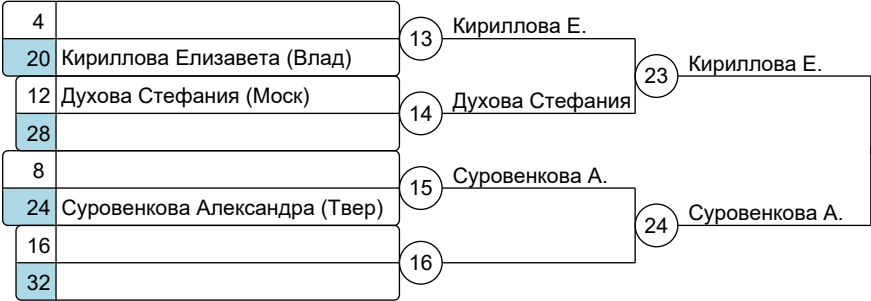 4
13
Кириллова Е.
20 Кириллова Елизавета (Влад)
23
Кириллова Е.
12 Духова Стефания (Моск)
14
Духова Стефания
28
8
15
Суровенкова А.
24 Суровенкова Александра (Твер)
24
Суровенкова А.
16
16
32